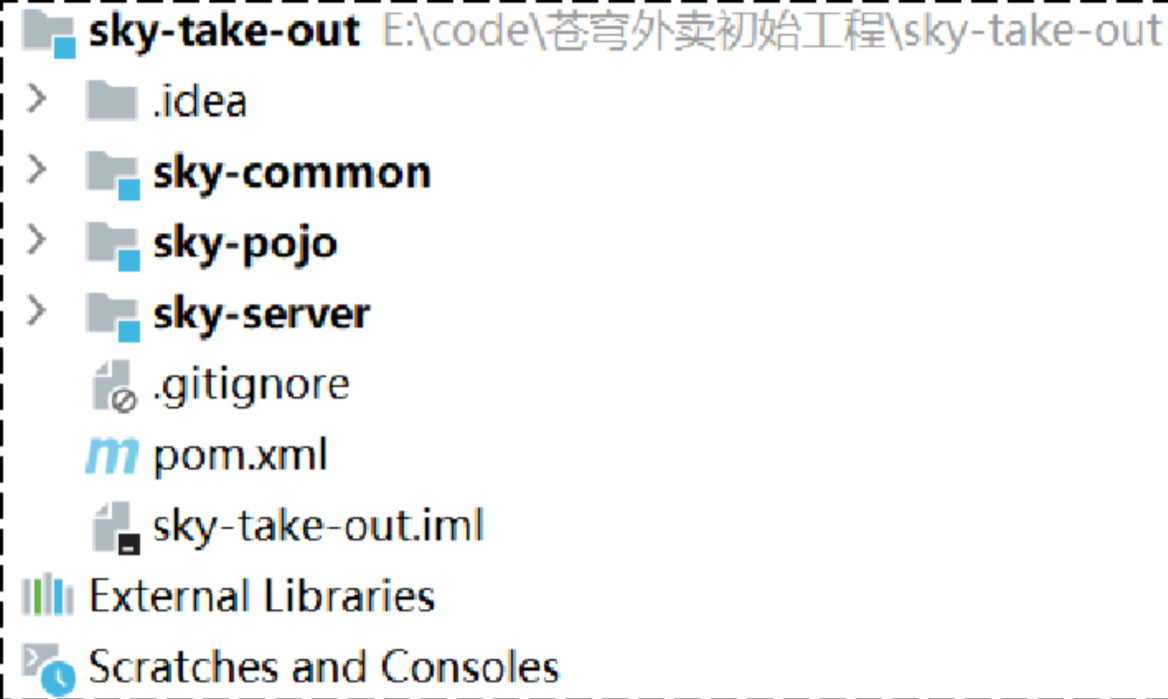 sky-take-out E:\code\苍穹外卖初始工程\sky-take-out
.idea
sky-common
sky-pojo
sky-server
.gitignore
pom.xml
sky-take-out.iml
External Libraries
Scratches and Consoles